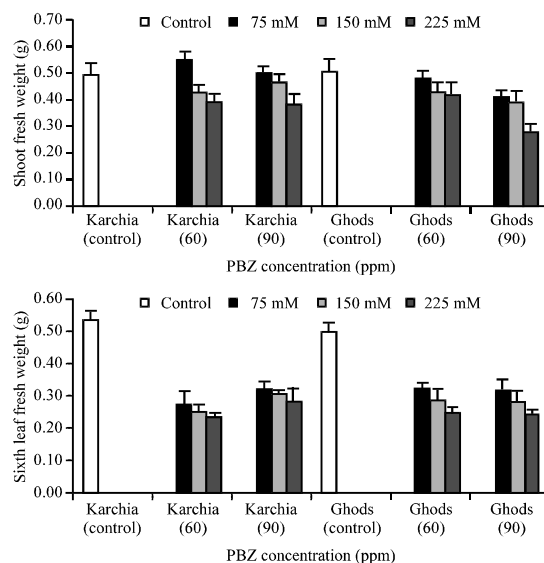 Control 75 mM 150 mM 225 mM
0.70
0.60
0.50
0.40
0.30
0.20
0.10
0.00
Shoot fresh weight (g)
Karchia Karchia Karchia Ghods Ghods Ghods
(control) (60) (90) (control) (60) (90)
PBZ concentration (ppm)
Control 75 mM 150 mM 225 mM
0.60
0.50
0.40
0.30
0.20
0.10
0.00
Sixth leaf fresh weight (g)
Karchia Karchia Karchia Ghods Ghods Ghods
(control) (60) (90) (control) (60) (90)
PBZ concentration (ppm)